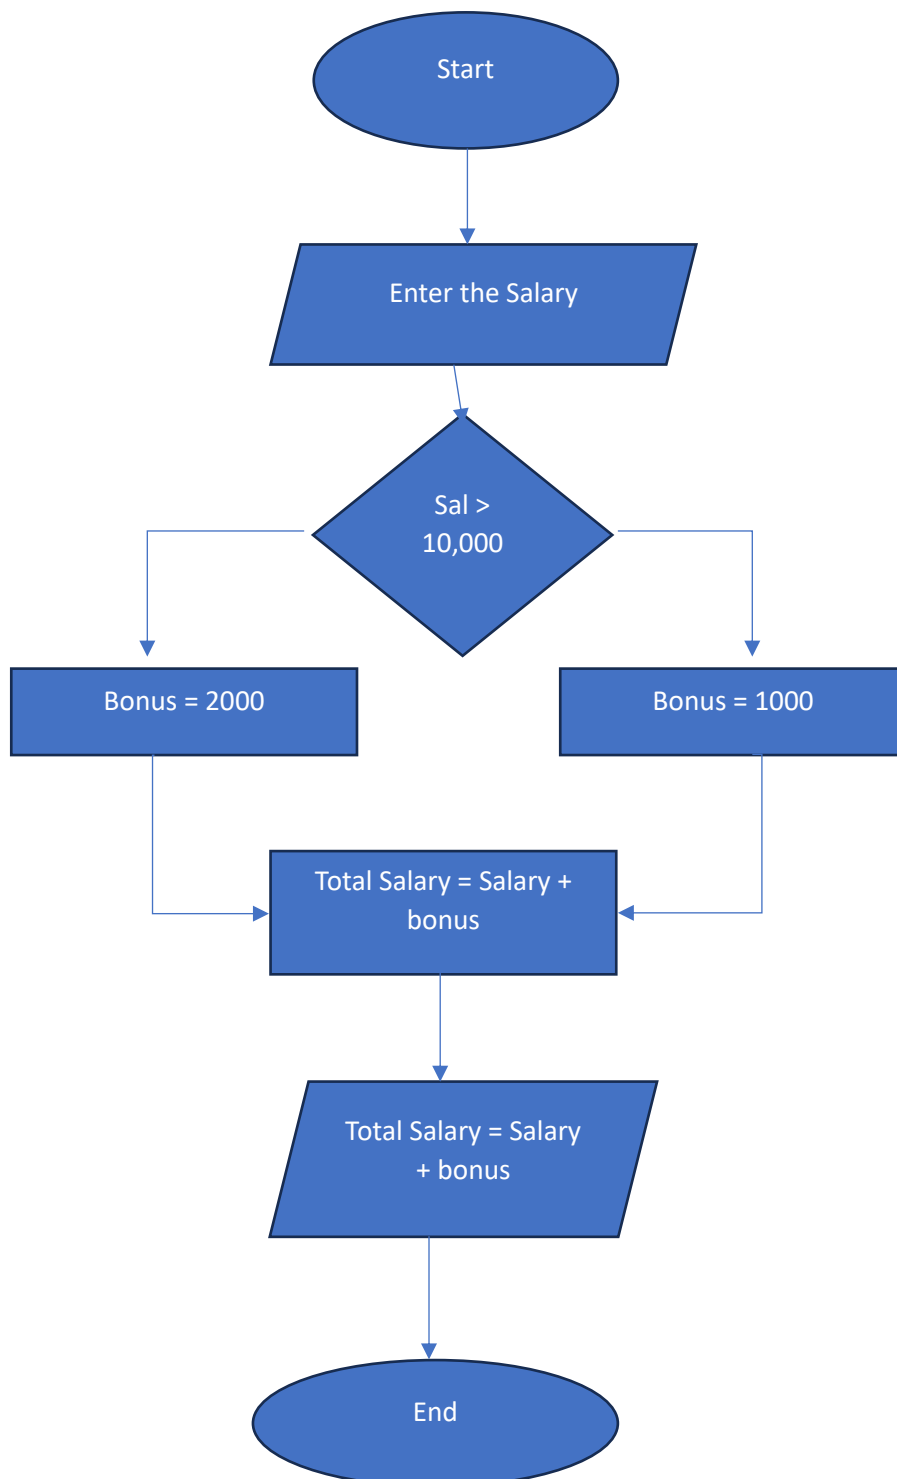 Start
Enter the Salary
Sal >
10,000
Bonus = 2000
Bonus = 1000
Total Salary = Salary +
bonus
Total Salary = Salary
+ bonus
End